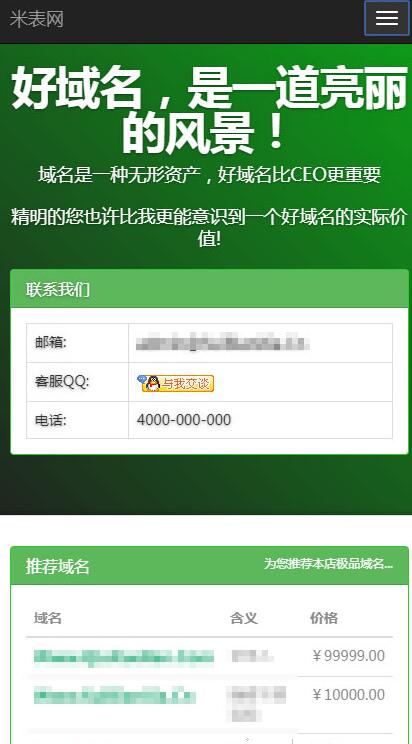 米表网
好域名，是一道亮丽
的风景！
域名是一种无形资产，好域名比CEO更重要
精明的您也许比我更能意识到一个好域名的实际价
值!
联系我们
邮箱:
客服QQ: 与我交谈
电话: 4000-000-000
推荐域名 为您推荐本店极品域名...
域名 含义 价格
￥99999.00
￥10000.00